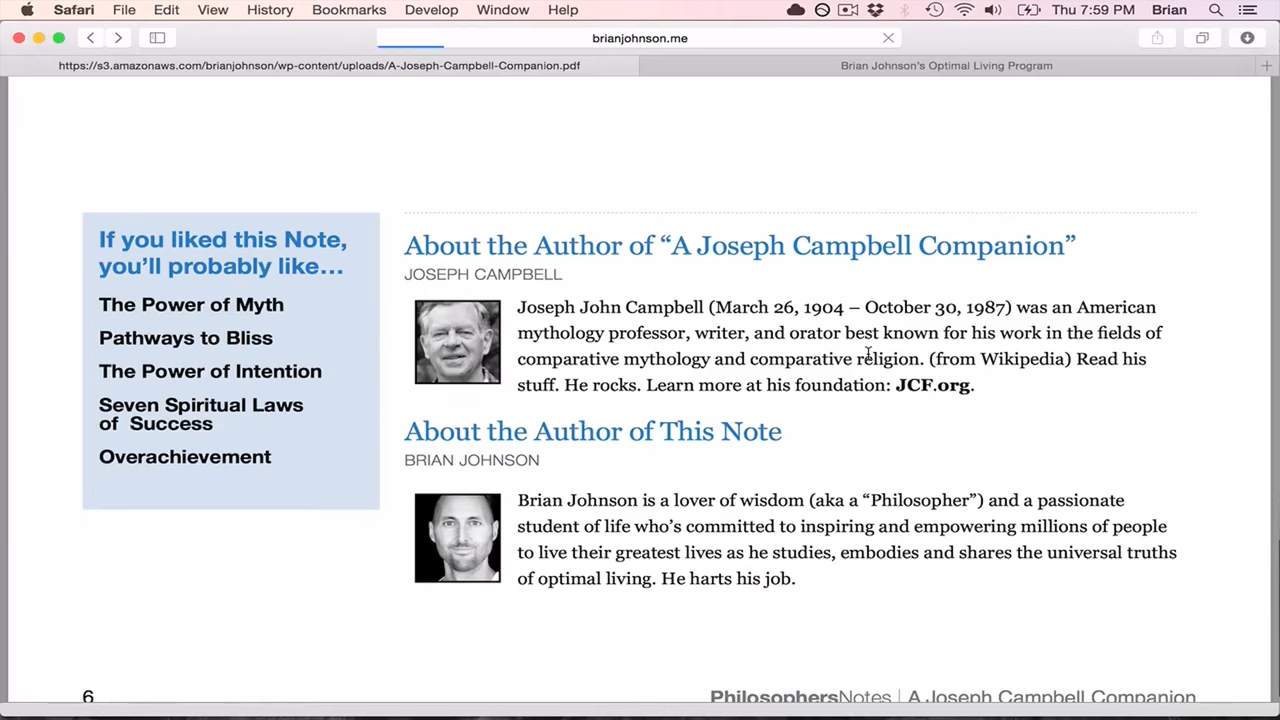 Safari File Edit View History Bookmarks Develop Window Help Thu 7:59 PM Brian
brianjohnson.me
https://s3.amazonaws.com/brianjohnson/wp-content/uploads/A-Joseph-Campbell-Companion.pdf
Brian Johnson's Optimal Living Program
If you liked this Note,
you'll probably like…
The Power of Myth
Pathways to Bliss
The Power of Intention
Seven Spiritual Laws
of Success
Overachievement
About the Author of “A Joseph Campbell Companion”
JOSEPH CAMPBELL
Joseph John Campbell (March 26, 1904 – October 30, 1987) was an American
mythology professor, writer, and orator best known for his work in the fields of
comparative mythology and comparative religion. (from Wikipedia) Read his
stuff. He rocks. Learn more at his foundation: JCF.org.
About the Author of This Note
BRIAN JOHNSON
Brian Johnson is a lover of wisdom (aka a “Philosopher”) and a passionate
student of life who’s committed to inspiring and empowering millions of people
to live their greatest lives as he studies, embodies and shares the universal truths
of optimal living. He harts his job.
6
PhilosophersNotes | A Joseph Campbell Companion